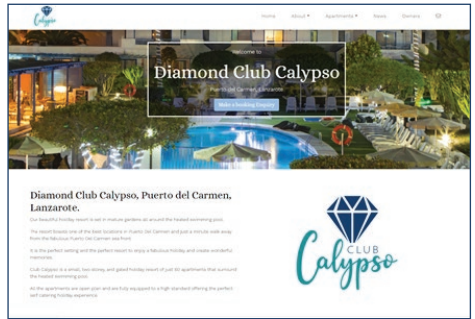 Calypso
Home About Apartments News Owners
Welcome to
Diamond Club Calypso
Puerto del Carmen, Lanzarote
Make a booking Enquiry
Diamond Club Calypso, Puerto del Carmen,
Lanzarote.
Our beautiful holiday resort is set in mature gardens all around the heated swimming pool.
The resort boasts one of the best locations in Puerto Del Carmen and just a minute walk away
from the fabulous Puerto Del Carmen sea front.
It is the perfect setting and the perfect resort to enjoy a fabulous holiday and create wonderful
memories.
Club Calypso is a small, two storey, and gated holiday resort of just 60 apartments that surround
the heated swimming pool.
All the apartments are open plan and are fully equipped to a high standard offering the perfect
self catering holiday experience.
CLUB
Calypso